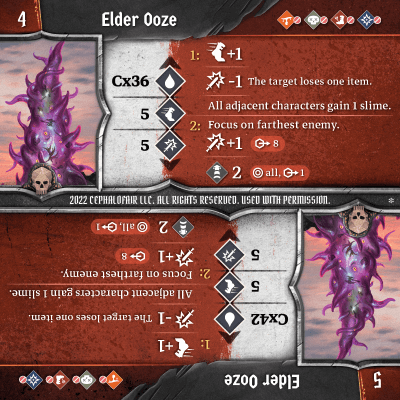 4
Elder Ooze
Cx36
5
5
1: +1
-1 The target loses one item.
All adjacent characters gain 1 slime.
2: Focus on farthest enemy.
+1 8
2 all, 1
2022 CEPHALOFAIR LLC. ALL RIGHTS RESERVED. USED WITH PERMISSION.
5
Elder Ooze
Cx42
5
5
1: +1
-1 The target loses one item.
All adjacent characters gain 1 slime.
2: Focus on farthest enemy.
+1 8
2 all, 1